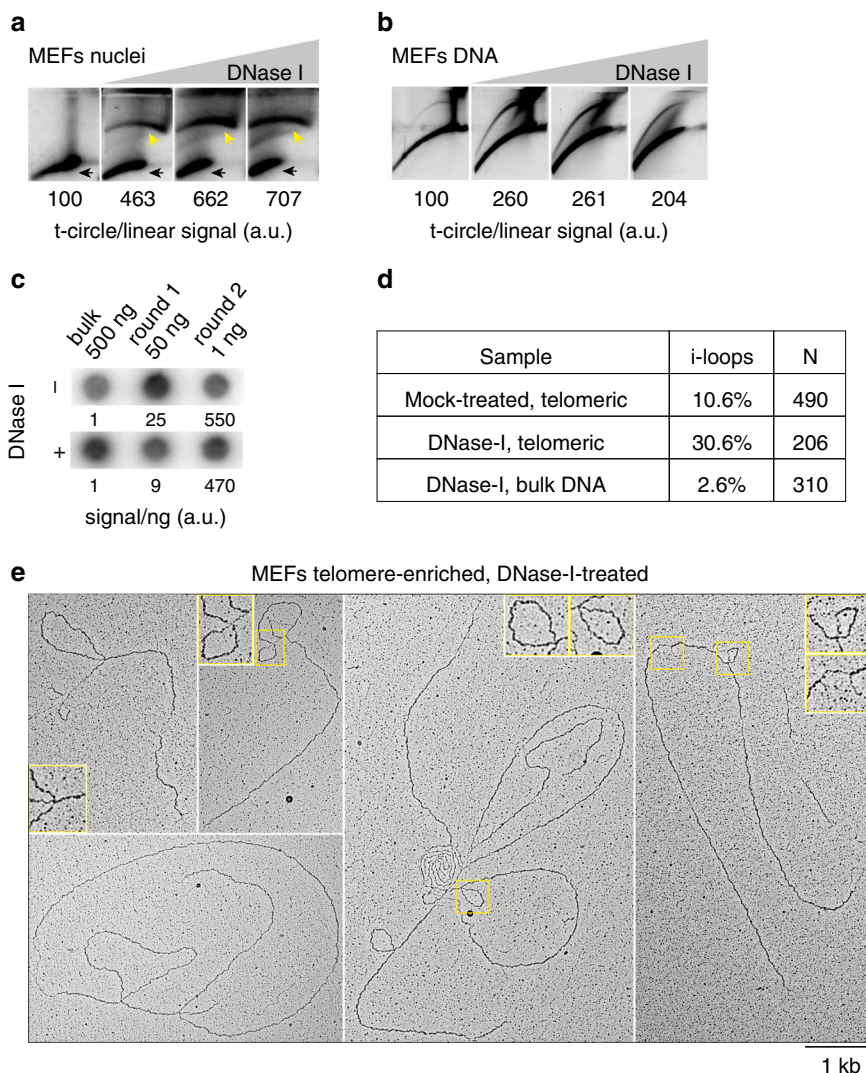 a
MEFs nuclei
DNase I
100 463 662 707
t-circle/linear signal (a.u.)
b
MEFs DNA
DNase I
100 260 261 204
t-circle/linear signal (a.u.)
c
bulk 500 ng
round 1 50 ng
round 2 1 ng
DNase I
–
1 25 550
+
1 9 470
signal/ng (a.u.)
d
Sample i-loops N
Mock-treated, telomeric 10.6% 490
DNase-I, telomeric 30.6% 206
DNase-I, bulk DNA 2.6% 310
e
MEFs telomere-enriched, DNase-I-treated
1 kb